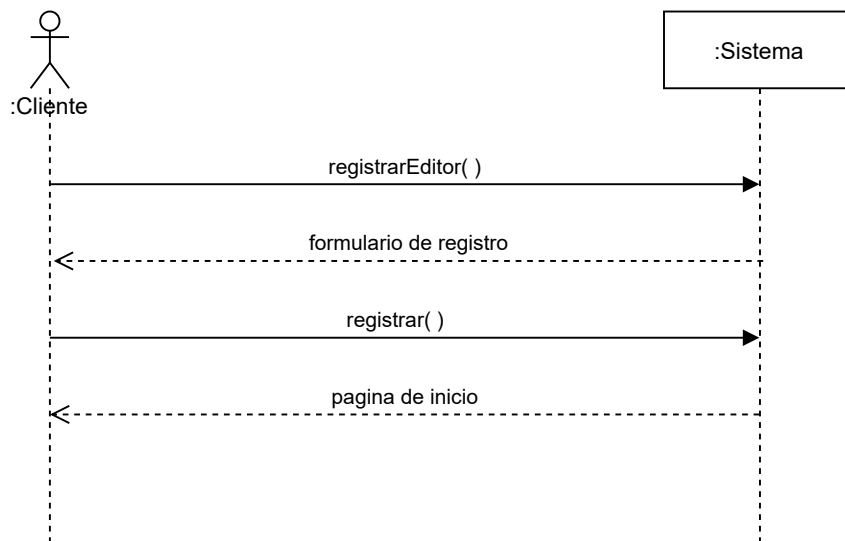 :Sistema
:Cliente
registrarEditor( )
formulario de registro
registrar( )
pagina de inicio